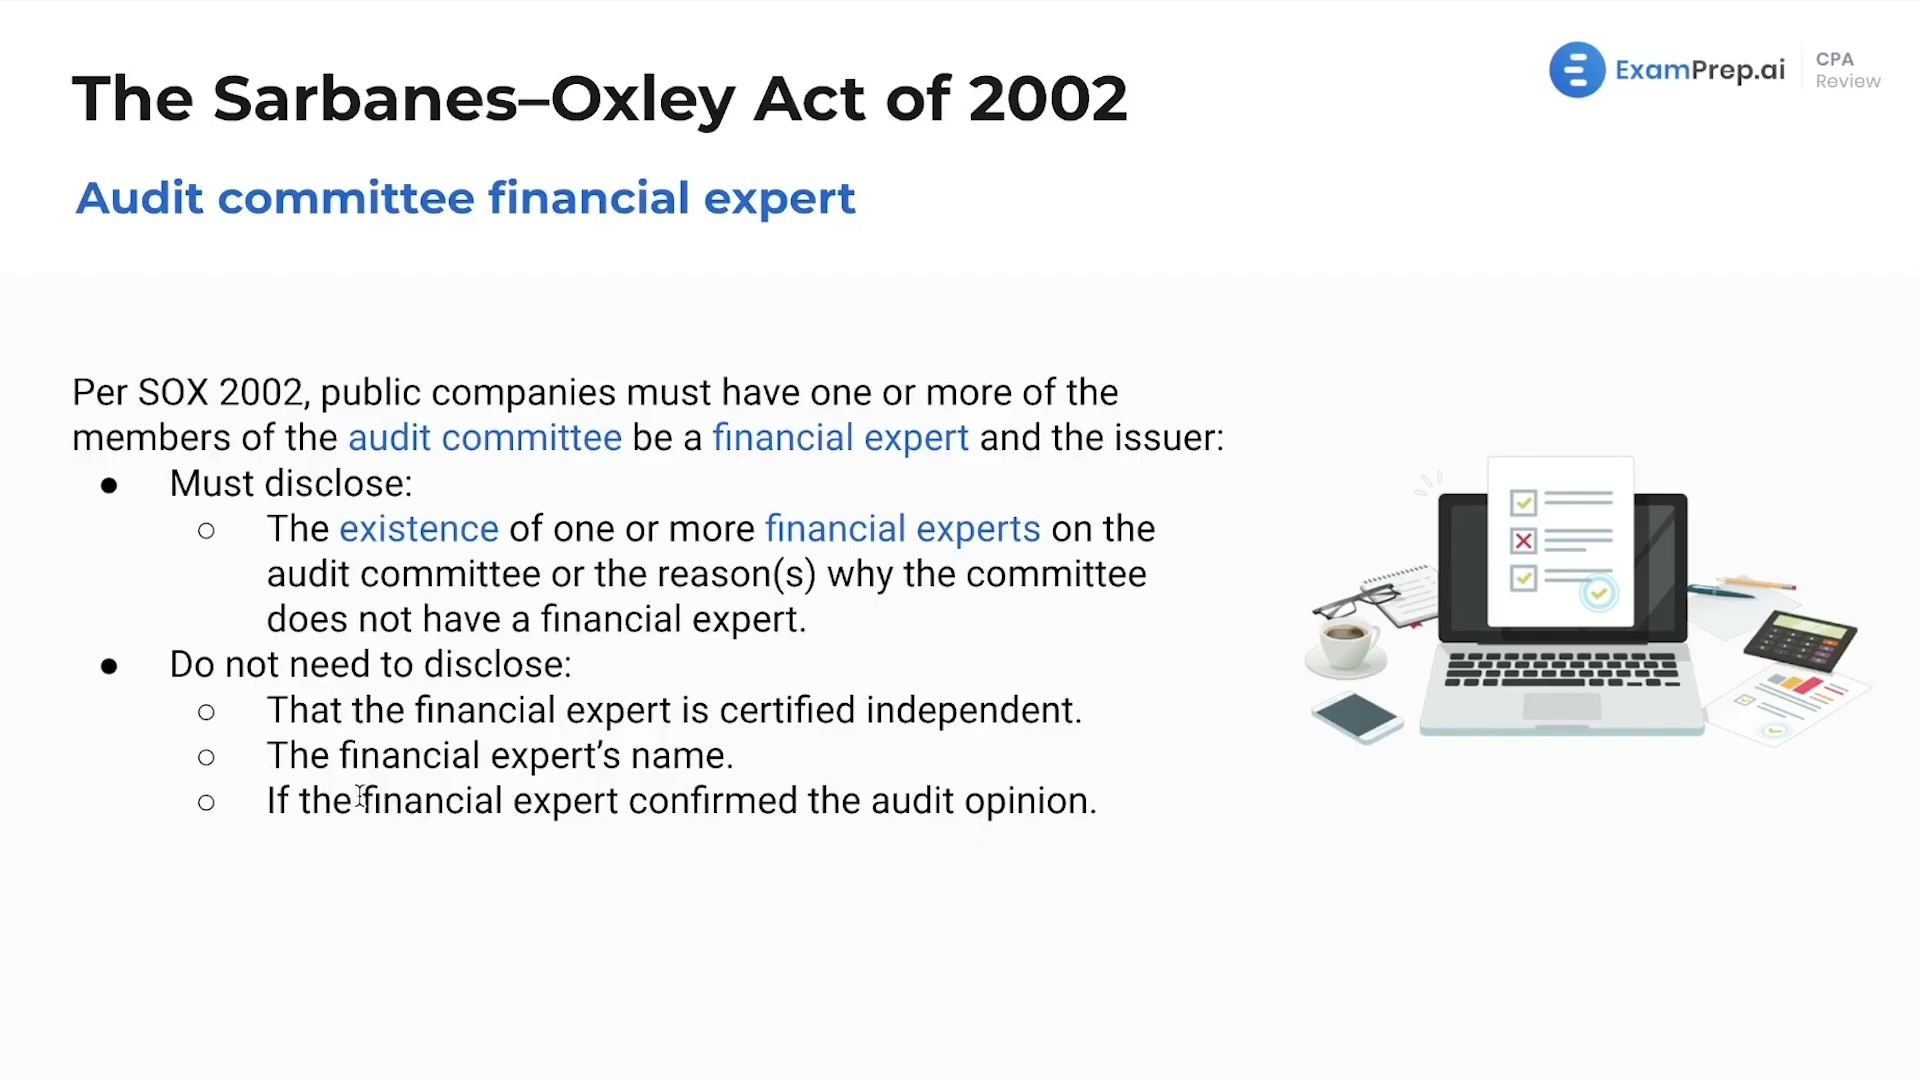 The Sarbanes–Oxley Act of 2002
ExamPrep.ai
CPA
Review
Audit committee financial expert
Per SOX 2002, public companies must have one or more of the
members of the audit committee be a financial expert and the issuer:
● Must disclose:
○ The existence of one or more financial experts on the
audit committee or the reason(s) why the committee
does not have a financial expert.
● Do not need to disclose:
○ That the financial expert is certified independent.
○ The financial expert’s name.
○ If the financial expert confirmed the audit opinion.